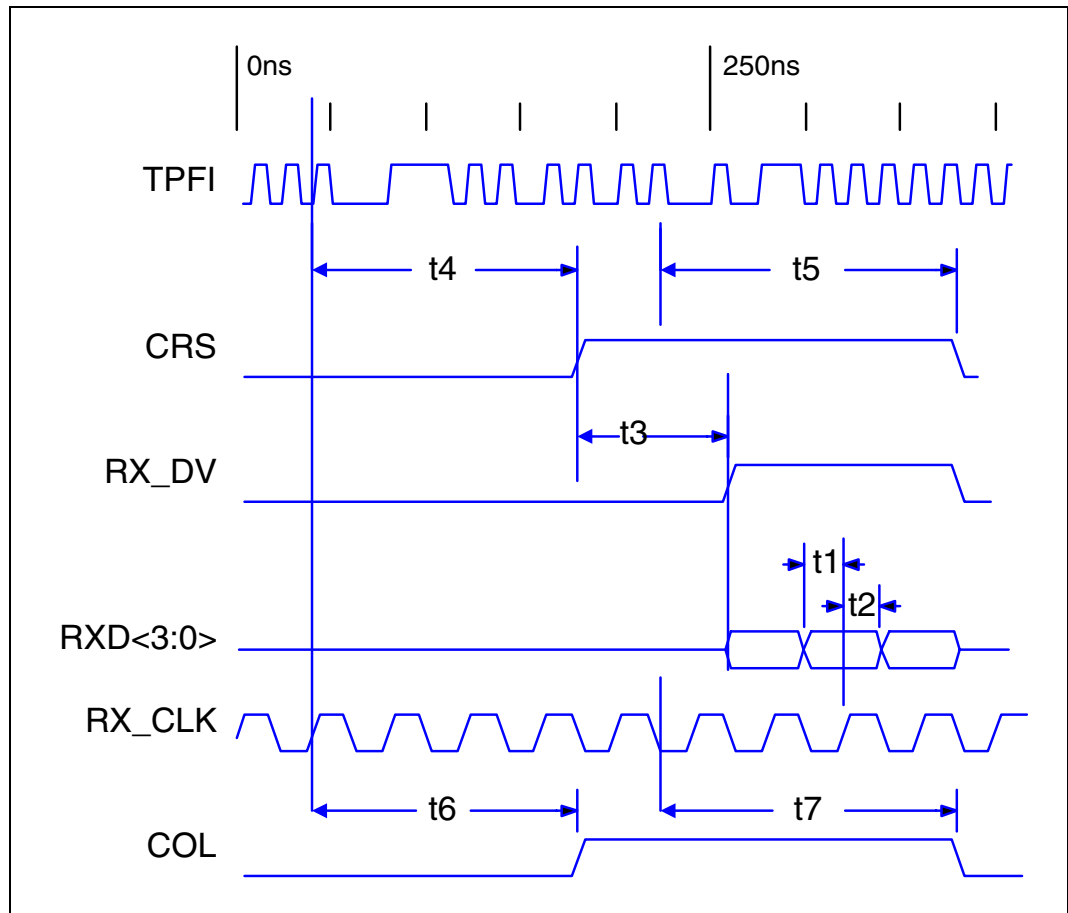 0ns 250ns
TPFI
t4 t5
CRS
t3
RX_DV
t1
t2
RXD<3:0>
RX_CLK
t6 t7
COL